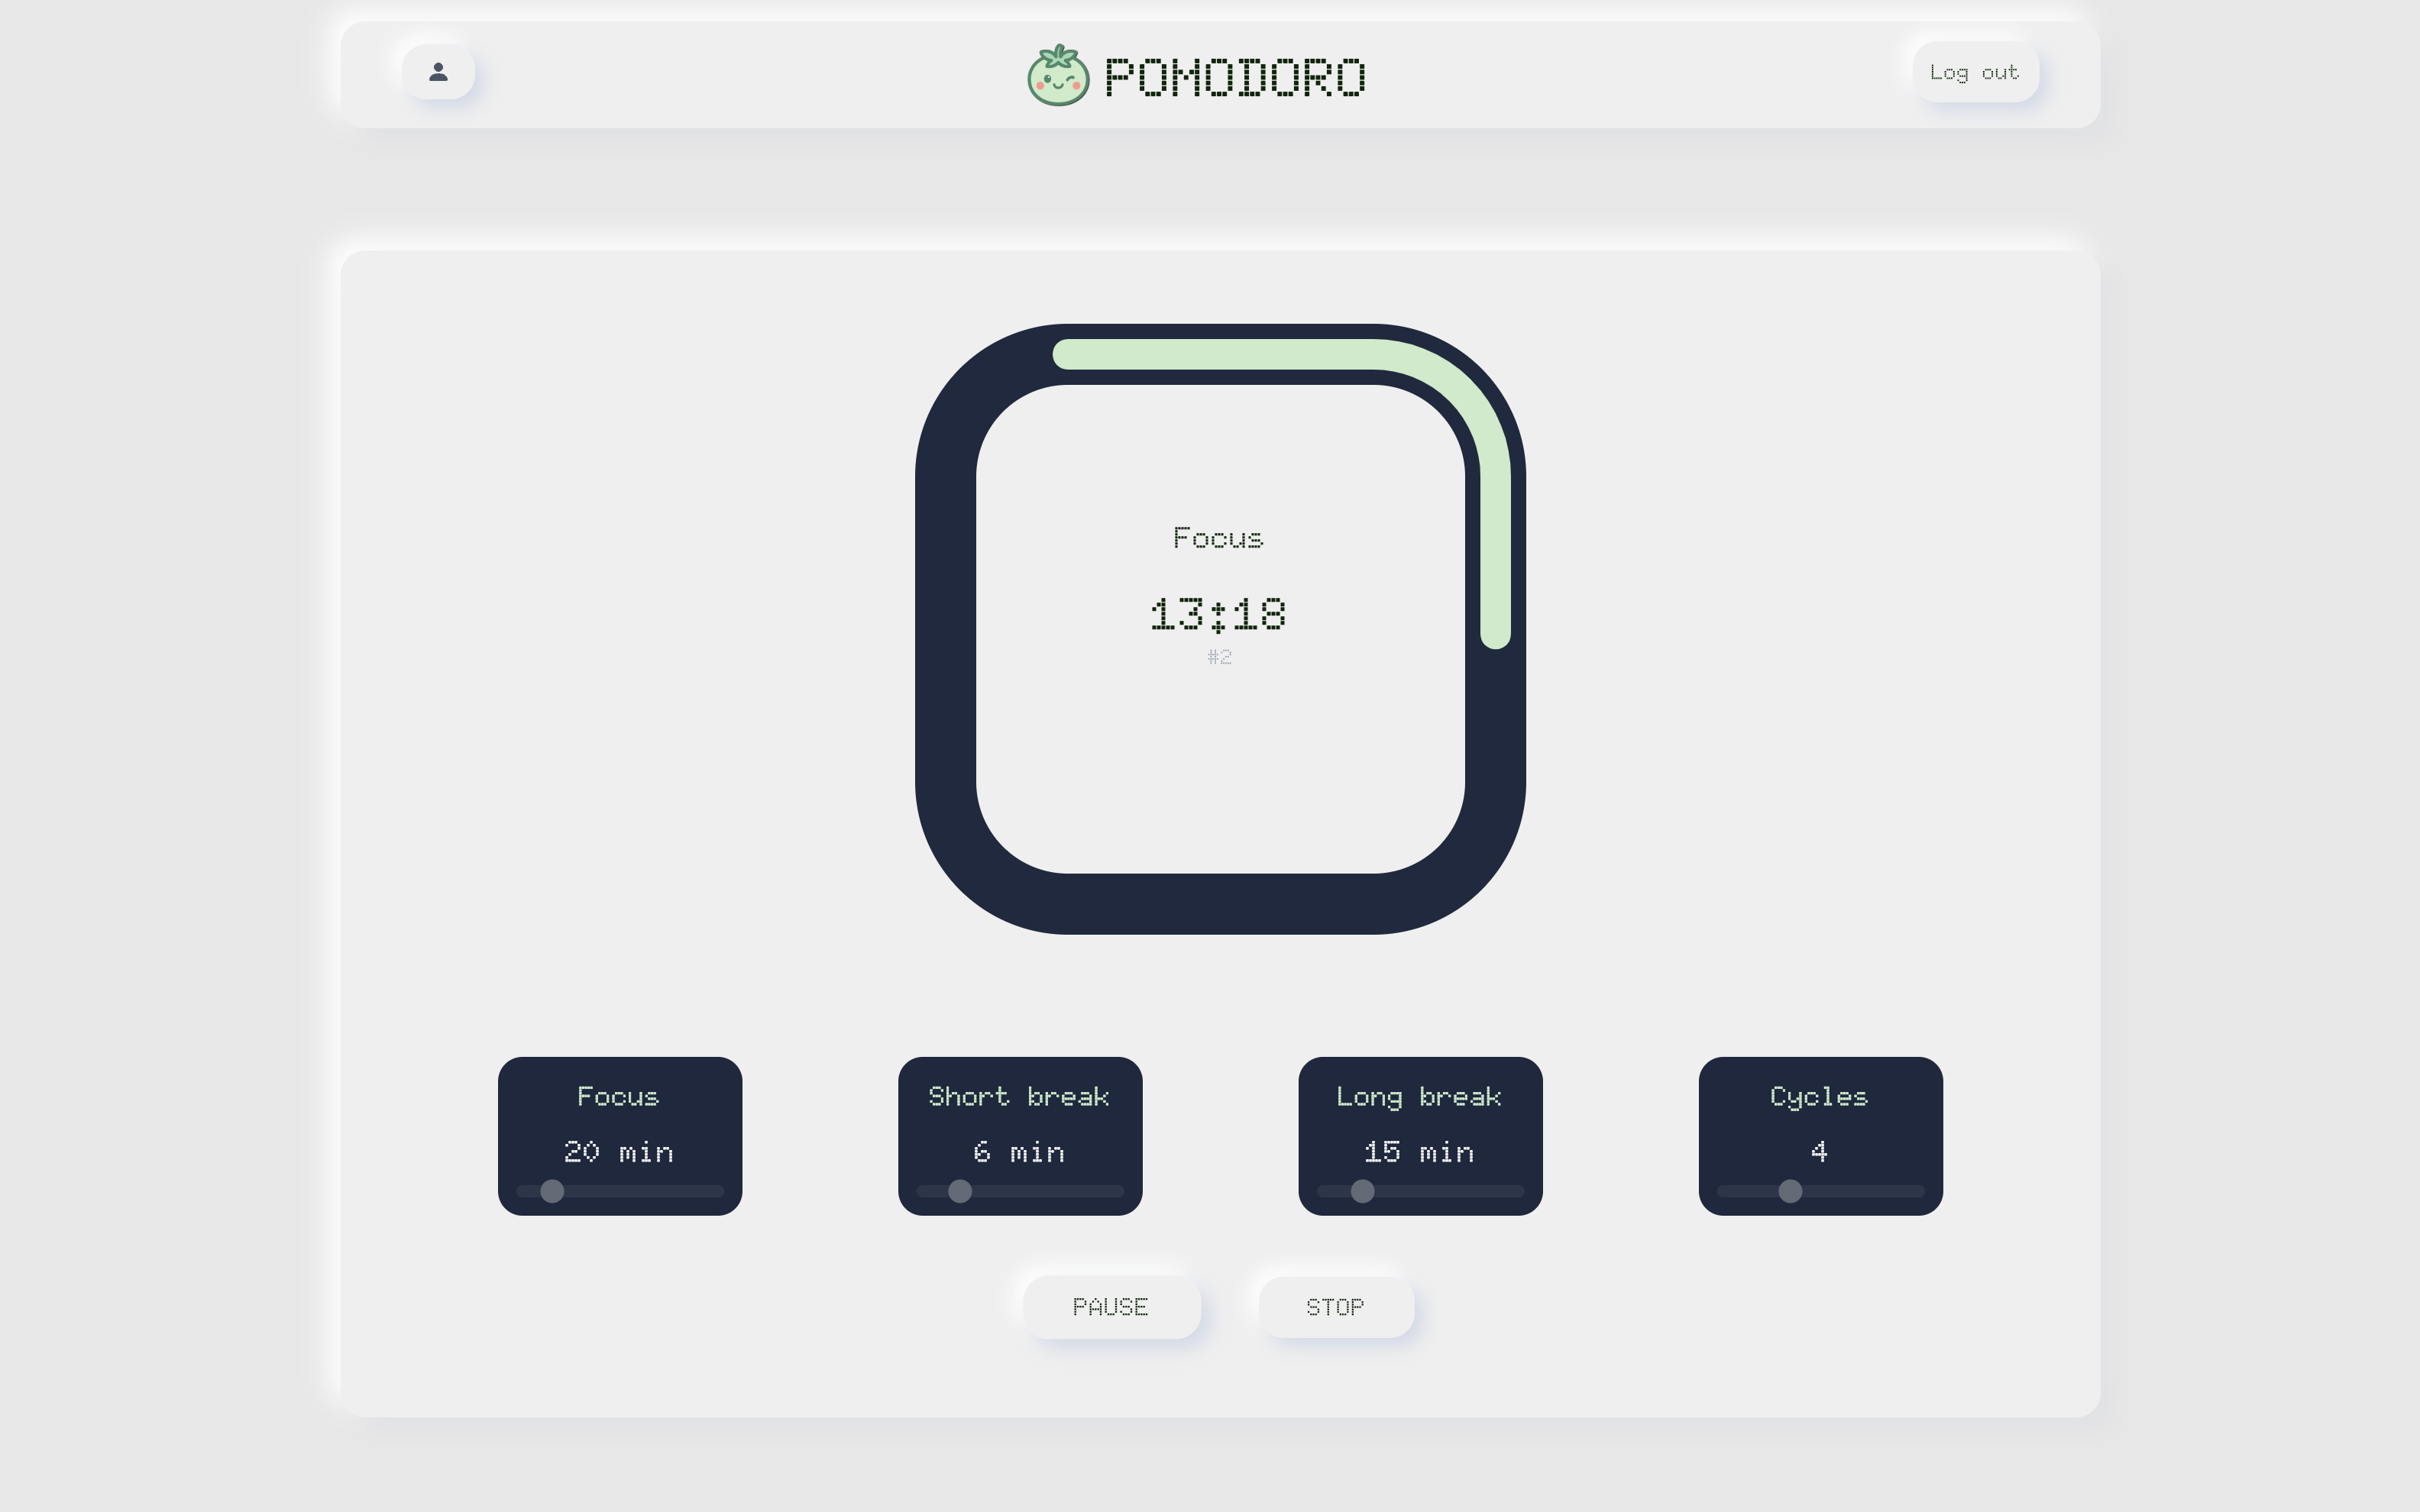 POMODORO
Log out
Focus
13:18
#2
Focus
20 min
Short break
6 min
Long break
15 min
Cycles
4
PAUSE
STOP